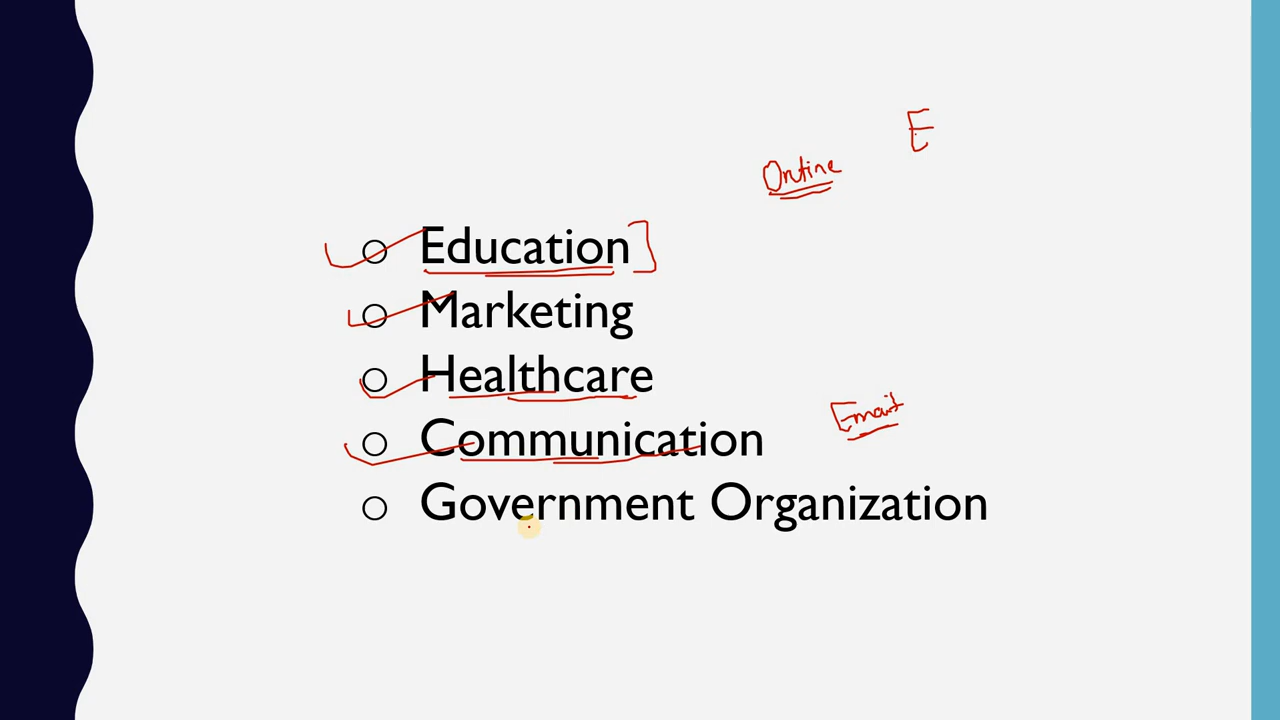 E
Online
Education
Marketing
Healthcare
Email
Communication
Government Organization